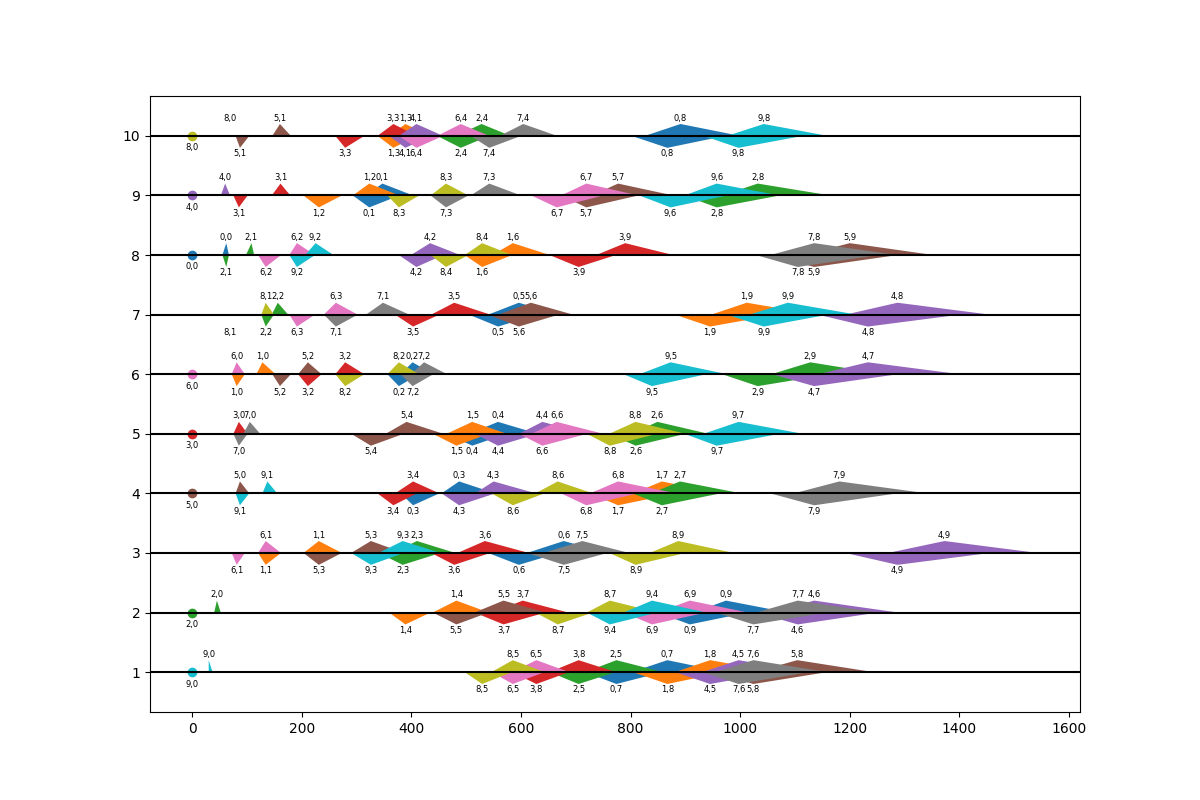 8,0 5,1 3,3 1,3 4,1 6,4 2,4 7,4 0,8 9,8
10
8,0 5,1 3,3 1,3 4,1 6,4 2,4 7,4 0,8 9,8
4,0 3,1 1,2 0,1 8,3 7,3 6,7 5,7 9,6 2,8
9
4,0 3,1 1,2 0,1 8,3 7,3 6,7 5,7 9,6 2,8
0,0 2,1 6,2 9,2 4,2 8,4 1,6 3,9 7,8 5,9
8
0,0 2,1 6,2 9,2 4,2 8,4 1,6 3,9 7,8 5,9
8,1 2,2 6,3 7,1 3,5 0,5 5,6 1,9 9,9 4,8
7
8,1 2,2 6,3 7,1 3,5 0,5 5,6 1,9 9,9 4,8
6,0 1,0 5,2 3,2 8,2 0,2 7,2 9,5 2,9 4,7
6
6,0 1,0 5,2 3,2 8,2 0,2 7,2 9,5 2,9 4,7
3,0 7,0 5,4 1,5 0,4 4,4 6,6 8,8 2,6 9,7
5
3,0 7,0 5,4 1,5 0,4 4,4 6,6 8,8 2,6 9,7
5,0 9,1 3,4 0,3 4,3 8,6 6,8 1,7 2,7 7,9
4
5,0 9,1 3,4 0,3 4,3 8,6 6,8 1,7 2,7 7,9
6,1 1,1 5,3 9,3 2,3 3,6 0,6 7,5 8,9 4,9
3
6,1 1,1 5,3 9,3 2,3 3,6 0,6 7,5 8,9 4,9
2,0 1,4 5,5 3,7 8,7 9,4 6,9 0,9 7,7 4,6
2
2,0 1,4 5,5 3,7 8,7 9,4 6,9 0,9 7,7 4,6
9,0 8,5 6,5 3,8 2,5 0,7 1,8 4,5 7,6 5,8
1
9,0 8,5 6,5 3,8 2,5 0,7 1,8 4,5 7,6 5,8
0 200 400 600 800 1000 1200 1400 1600